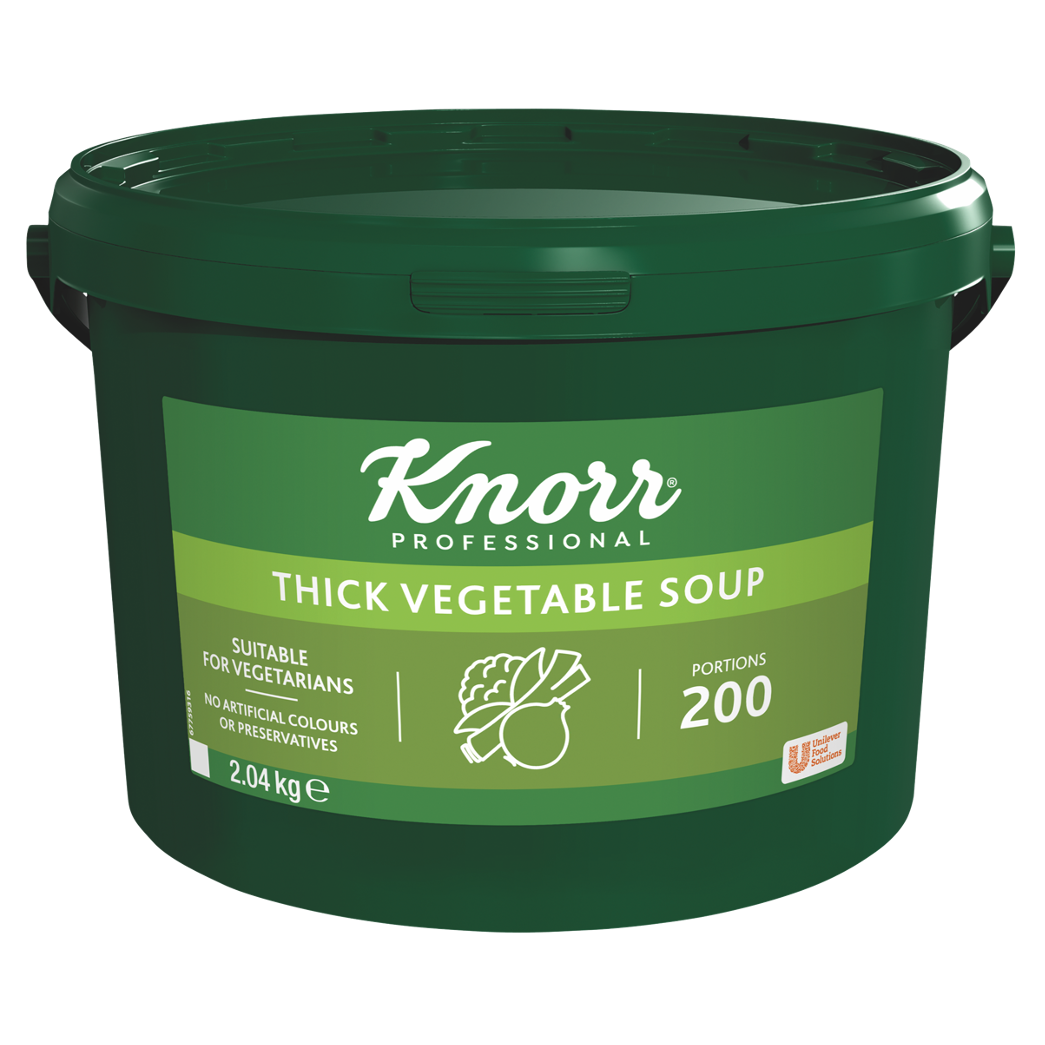 Knorr®
PROFESSIONAL
THICK VEGETABLE SOUP
SUITABLE
FOR VEGETARIANS
NO ARTIFICIAL COLOURS
OR PRESERVATIVES
PORTIONS
200
67759316
2.04 kg ℮
Unilever
Food
Solutions